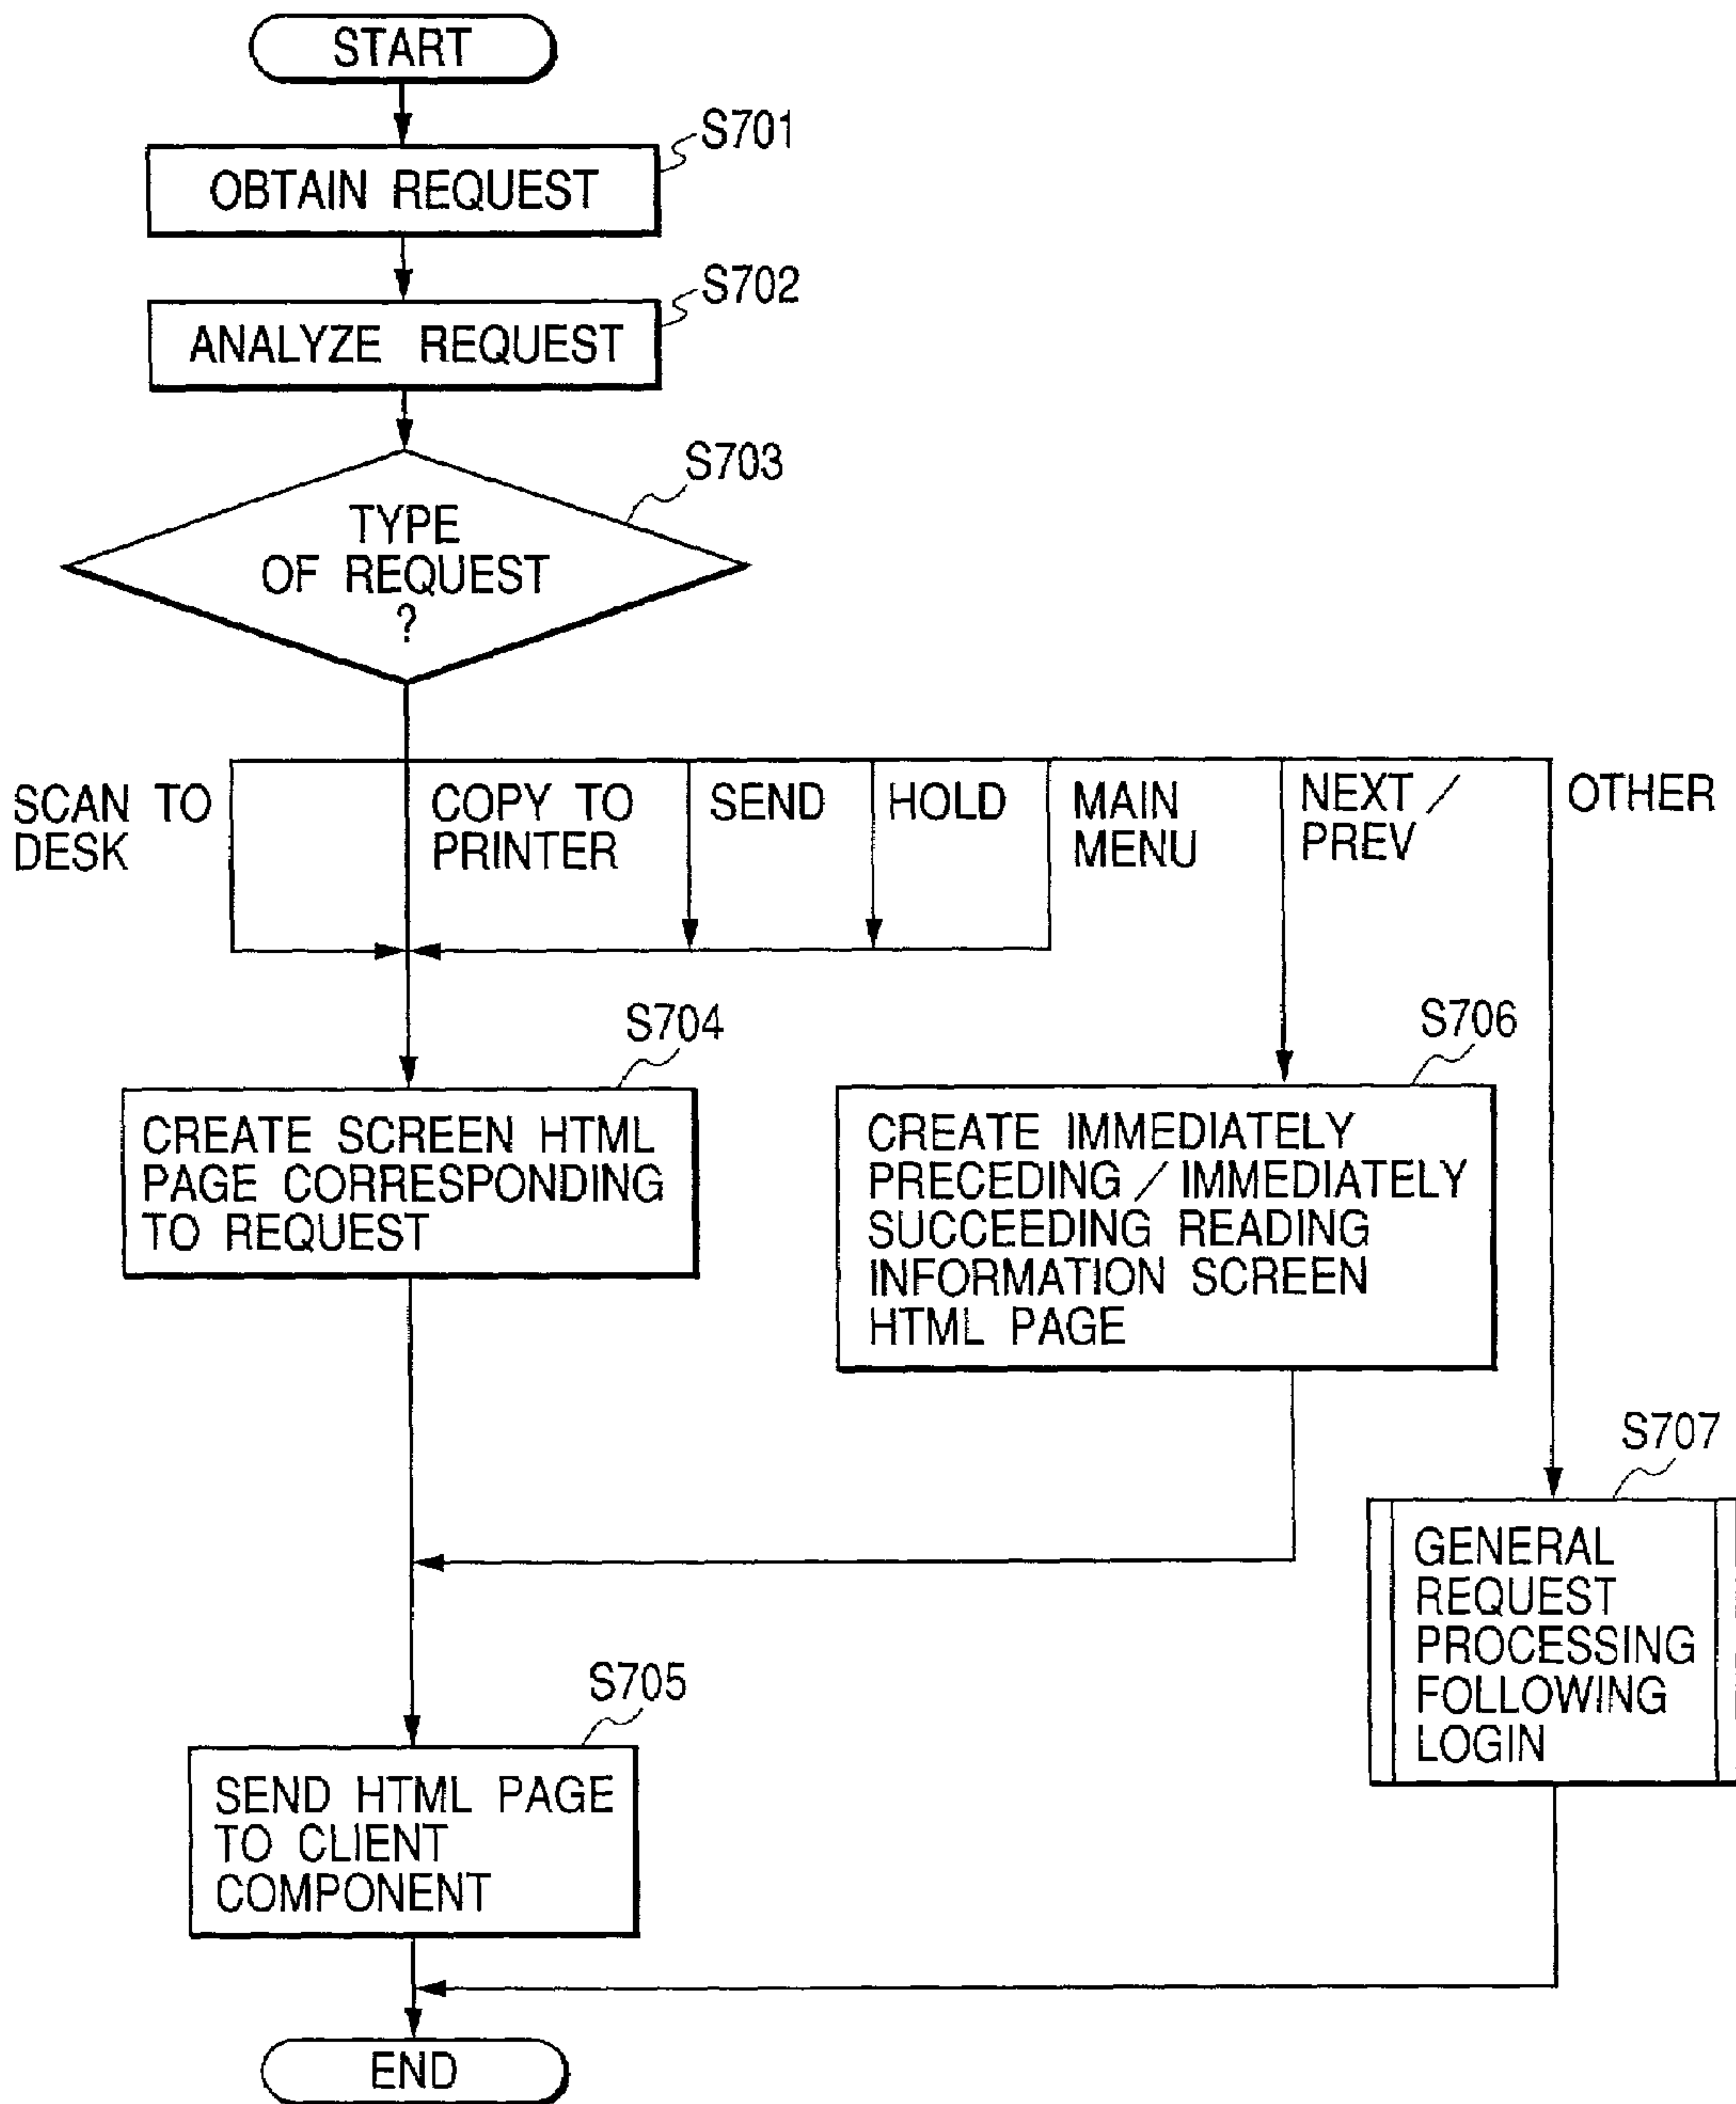 START
S701
OBTAIN REQUEST
S702
ANALYZE REQUEST
S703
TYPE
OF REQUEST
?
SCAN TO
DESK
COPY TO
PRINTER
SEND
HOLD
MAIN
MENU
NEXT /
PREV
OTHER
S704
CREATE SCREEN HTML
PAGE CORRESPONDING
TO REQUEST
S706
CREATE IMMEDIATELY
PRECEDING / IMMEDIATELY
SUCCEEDING READING
INFORMATION SCREEN
HTML PAGE
S707
GENERAL
REQUEST
PROCESSING
FOLLOWING
LOGIN
S705
SEND HTML PAGE
TO CLIENT
COMPONENT
END